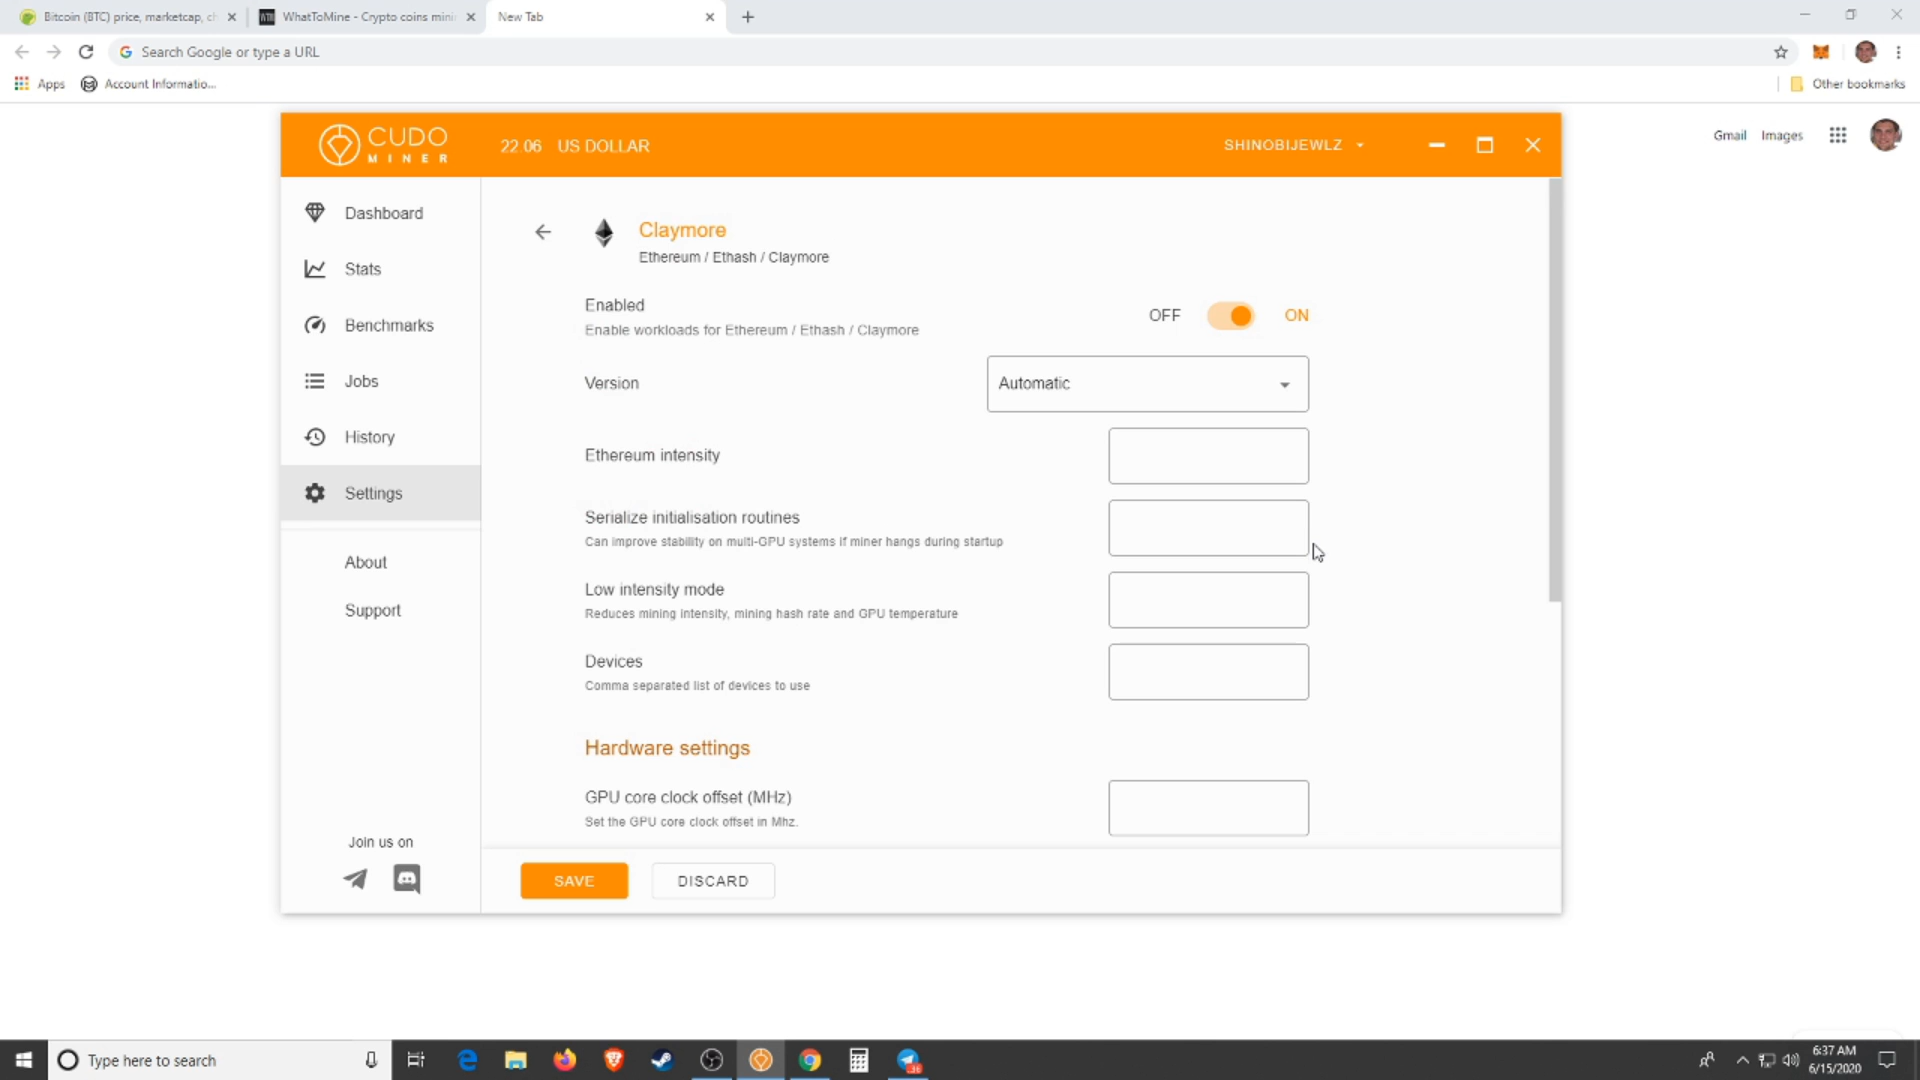 Bitcoin (BTC) price, marketcap, c
WhatToMine - Crypto coins mini
New Tab
Search Google or type a URL
Apps
Account Informatio...
Other bookmarks
Gmail
Images
CUDO
MINER
22 06 US DOLLAR
SHINOBIJEWLZ
Dashboard
Stats
Benchmarks
Jobs
History
Settings
About
Support
Join us on
Claymore
Ethereum / Ethash / Claymore
Enabled
Enable workloads for Ethereum / Ethash / Claymore
OFF
ON
Version
Automatic
Ethereum intensity
Serialize initialisation routines
Can improve stability on multi-GPU systems if miner hangs during startup
Low intensity mode
Reduces mining intensity, mining hash rate and GPU temperature
Devices
Comma separated list of devices to use
Hardware settings
GPU core clock offset (MHz)
Set the GPU core clock offset in Mhz.
SAVE
DISCARD
Type here to search
6:37 AM
6/15/2020